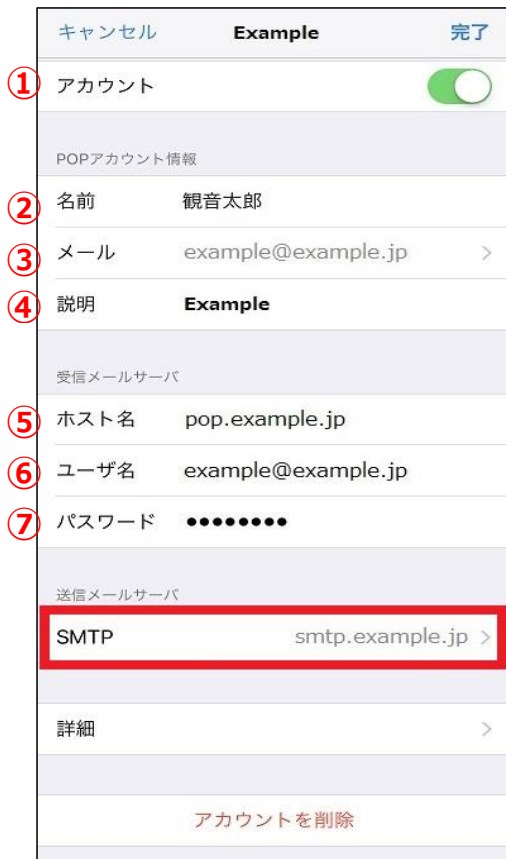 キャンセル Example 完了
① アカウント
POPアカウント情報
② 名前 観音太郎
③ メール example@example.jp >
④ 説明 Example
受信メールサーバ
⑤ ホスト名 pop.example.jp
⑥ ユーザ名 example@example.jp
⑦ パスワード ●●●●●●●●
送信メールサーバ
SMTP smtp.example.jp >
詳細 >
アカウントを削除